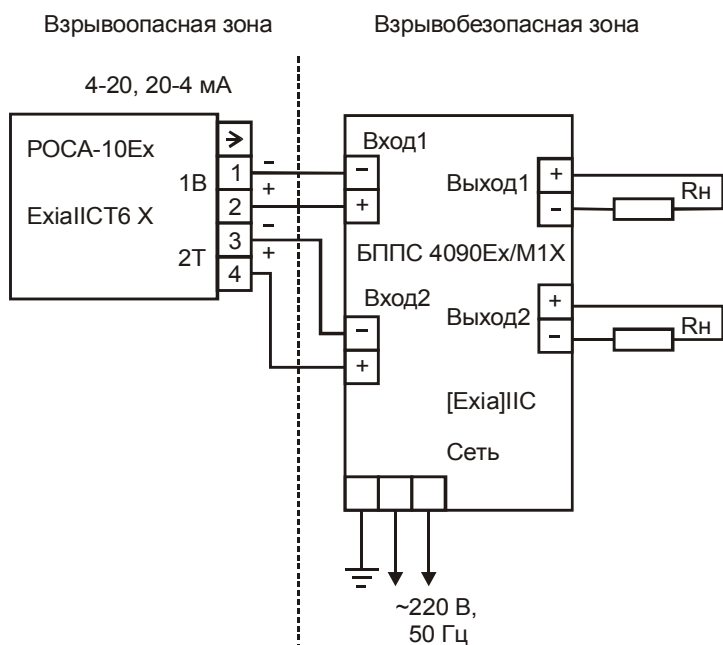 Взрывоопасная зона
Взрывобезопасная зона
4-20, 20-4 мА
РОСА-10Ex
ExiaIICT6 X
1В
2Т
1
2
3
4
-
+
-
+
Вход1
-
+
БППС 4090Ex/M1X
Вход2
-
+
Выход1
+
-
Rн
Выход2
+
-
Rн
[Exia]IIC
Сеть
~220 В,
50 Гц